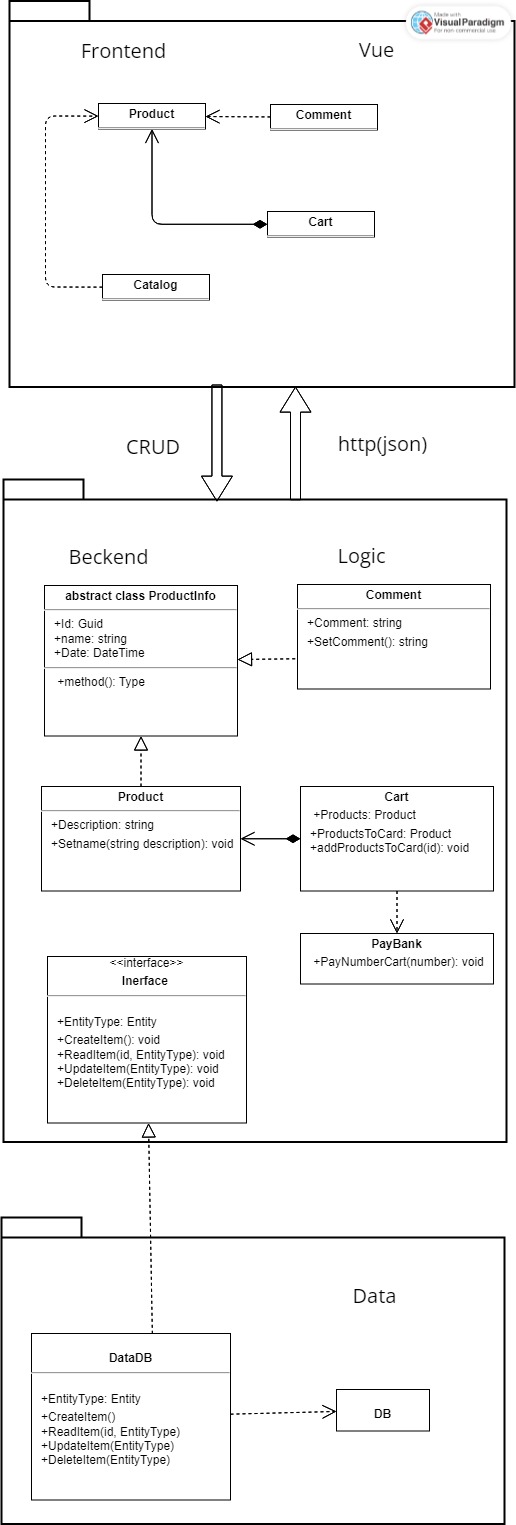 Made with
VisualParadigm
For non commercial use
Frontend
Vue
Product
Comment
Cart
Catalog
CRUD
http(json)
Beckend
Logic
abstract class ProductInfo
+Id: Guid
+name: string
+Date: DateTime
+method(): Type
Comment
+Comment: string
+SetComment(): string
Product
+Description: string
+Setname(string description): void
Cart
+Products: Product
+ProductsToCard: Product
+addProductsToCard(id): void
PayBank
+PayNumberCart(number): void
<<interface>>
Inerface
+EntityType: Entity
+CreateItem(): void
+ReadItem(id, EntityType): void
+UpdateItem(EntityType): void
+DeleteItem(EntityType): void
Data
DataDB
+EntityType: Entity
+CreateItem()
+ReadItem(id, EntityType)
+UpdateItem(EntityType)
+DeleteItem(EntityType)
DB